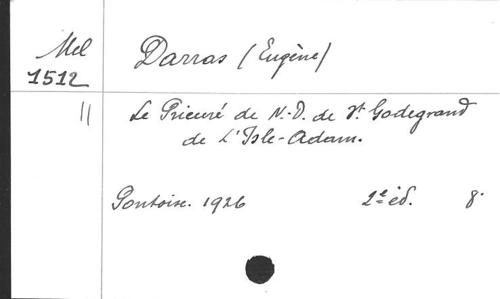 Mel
1512
Darras (Eugène)
11
Le Prieuré de N.-D. de St Godegrand
de L'Isle-Adam.
Pontoise. 1926 2e éd. 8°